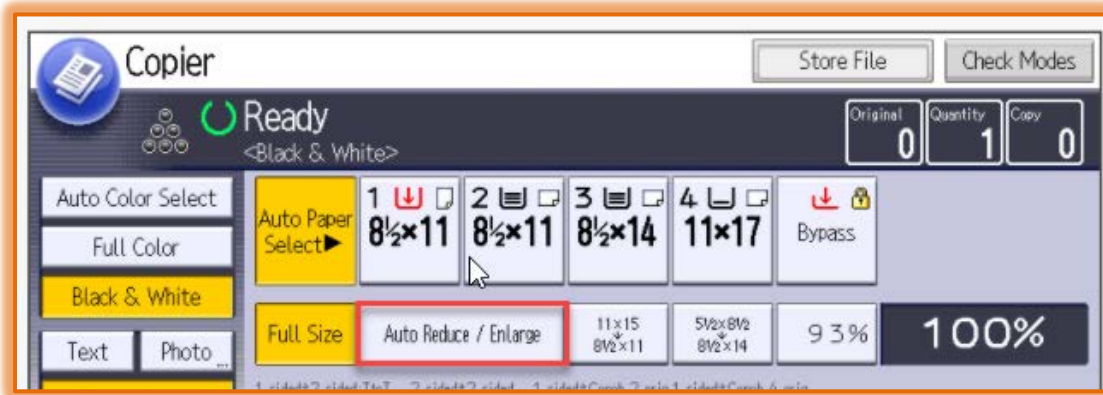 Copier
Store File
Check Modes
Ready
<Black & White>
Original 0
Quantity 1
Copy 0
Auto Color Select
Full Color
Black & White
Text
Photo
Auto Paper Select▶
1 8½×11
2 8½×11
3 8½×14
4 11×17
Bypass
Full Size
Auto Reduce / Enlarge
11×15
8½×11
5½×8½
8½×14
93%
100%